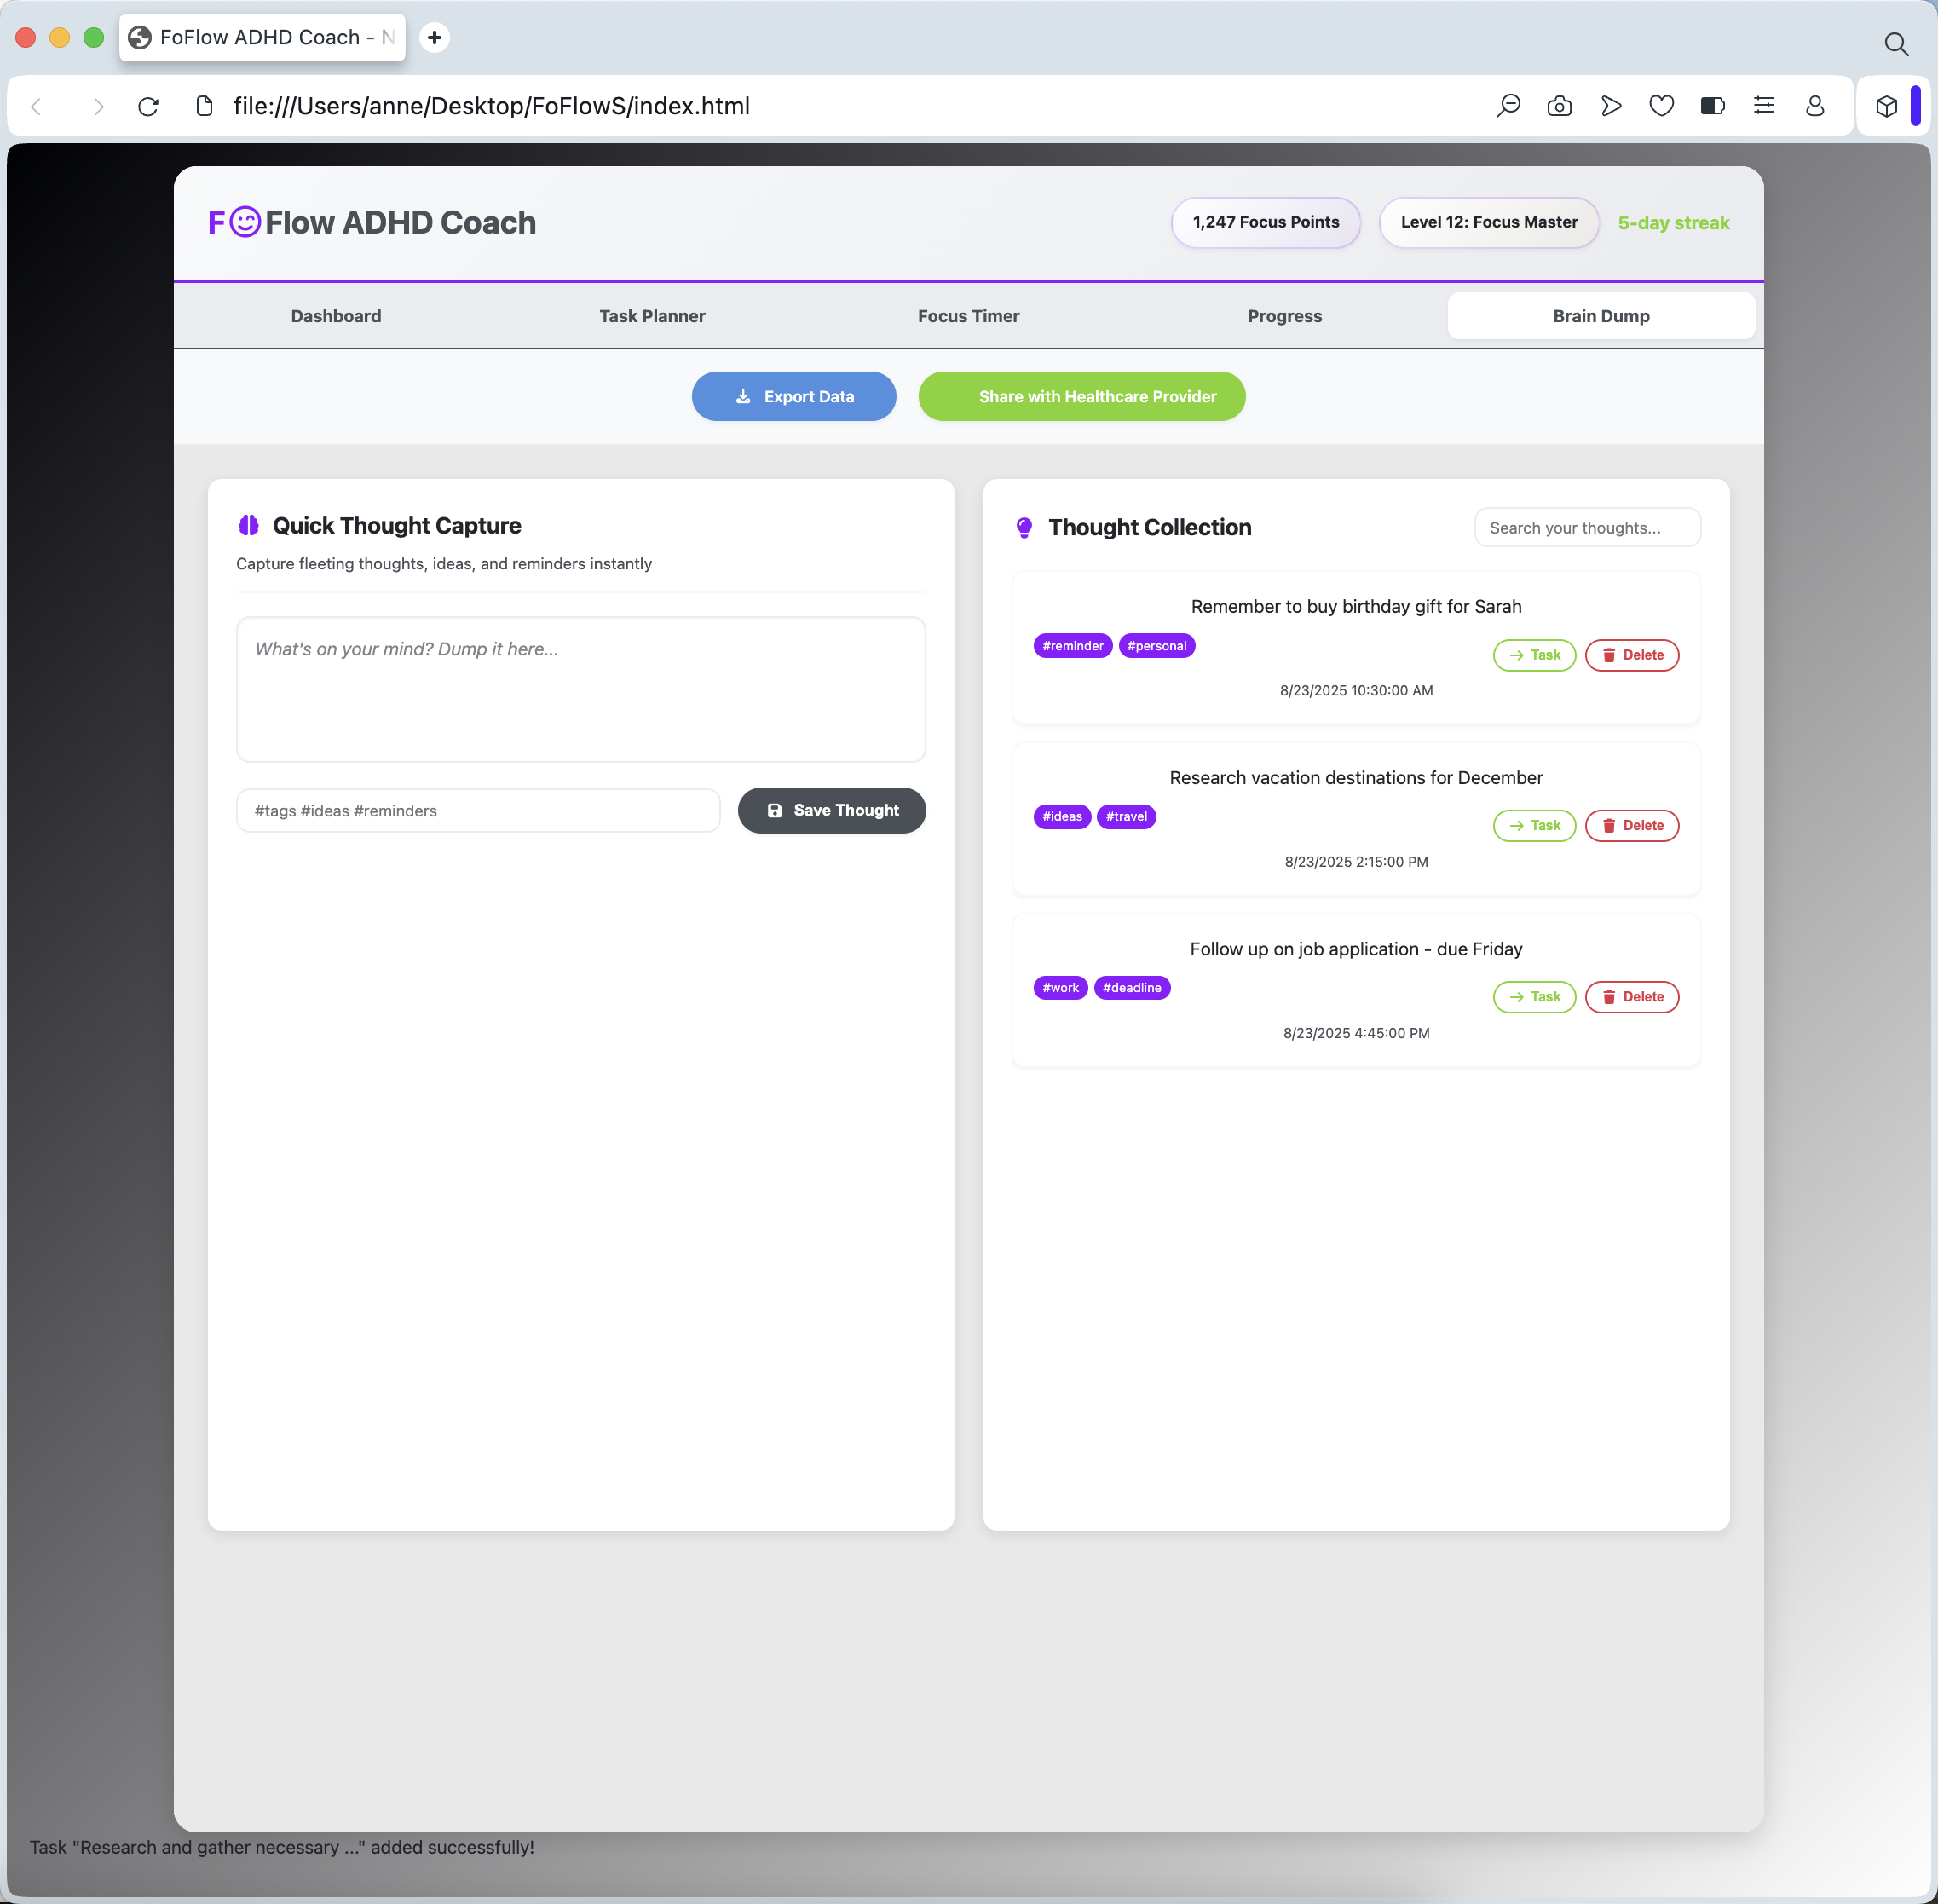 FoFlow ADHD Coach - N
file:///Users/anne/Desktop/FoFlowS/index.html
F Flow ADHD Coach
1,247 Focus Points
Level 12: Focus Master
5-day streak
Dashboard
Task Planner
Focus Timer
Progress
Brain Dump
Export Data
Share with Healthcare Provider
Quick Thought Capture
Capture fleeting thoughts, ideas, and reminders instantly
What's on your mind? Dump it here...
#tags #ideas #reminders
Save Thought
Thought Collection
Search your thoughts...
Remember to buy birthday gift for Sarah
#reminder #personal
Task
Delete
8/23/2025 10:30:00 AM
Research vacation destinations for December
#ideas #travel
Task
Delete
8/23/2025 2:15:00 PM
Follow up on job application - due Friday
#work #deadline
Task
Delete
8/23/2025 4:45:00 PM
Task "Research and gather necessary ..." added successfully!